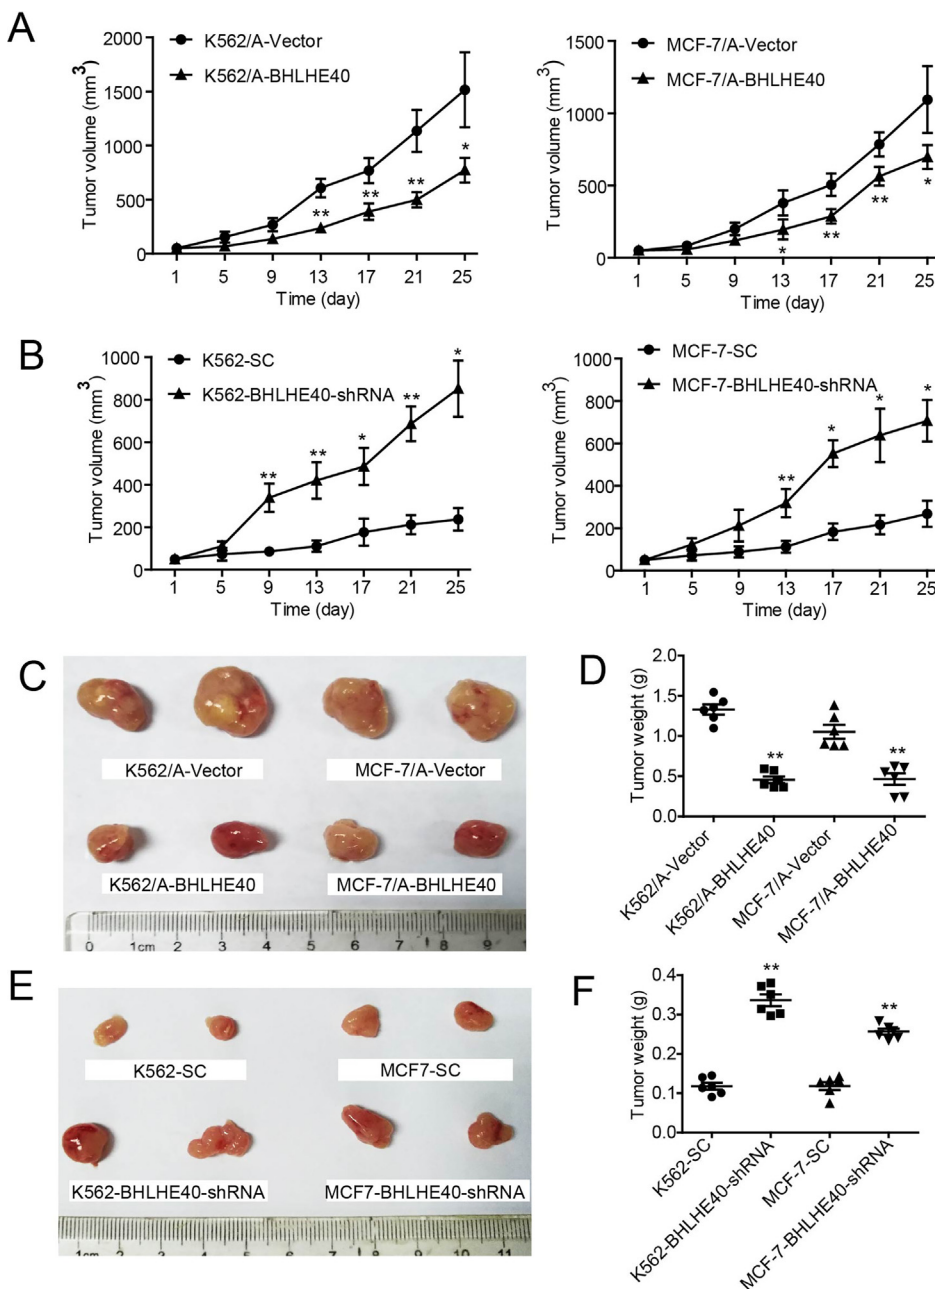 A
K562/A-Vector
K562/A-BHLHE40
Tumor volume (mm3)
2000
1500
1000
500
0
**
**
**
*
1 5 9 13 17 21 25
Time (day)
MCF-7/A-Vector
MCF-7/A-BHLHE40
Tumor volume (mm3)
1500
1000
500
0
*
**
**
*
1 5 9 13 17 21 25
Time (day)
B
K562-SC
K562-BHLHE40-shRNA
Tumor volume (mm3)
1000
800
600
400
200
0
**
**
*
**
*
1 5 9 13 17 21 25
Time (day)
MCF-7-SC
MCF-7-BHLHE40-shRNA
Tumor volume (mm3)
1000
800
600
400
200
0
**
*
*
*
1 5 9 13 17 21 25
Time (day)
C
K562/A-Vector
MCF-7/A-Vector
K562/A-BHLHE40
MCF-7/A-BHLHE40
0 1cm 2 3 4 5 6 7 8 9
D
Tumor weight (g)
2.0
1.5
1.0
0.5
0.0
**
**
K562/A-Vector
K562/A-BHLHE40
MCF-7/A-Vector
MCF-7/A-BHLHE40
E
K562-SC
MCF7-SC
K562-BHLHE40-shRNA
MCF7-BHLHE40-shRNA
1cm 2 3 4 5 6 7 8 9 10 11
F
Tumor weight (g)
0.4
0.3
0.2
0.1
0.0
**
**
K562-SC
K562-BHLHE40-shRNA
MCF-7-SC
MCF-7-BHLHE40-shRNA